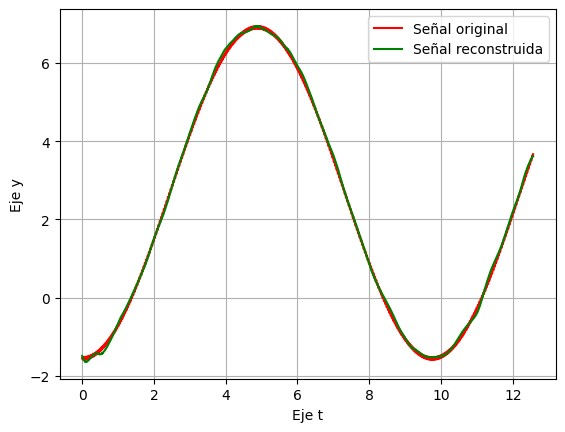 Señal original
Señal reconstruida
Eje y
6
4
2
0
−2
0 2 4 6 8 10 12
Eje t